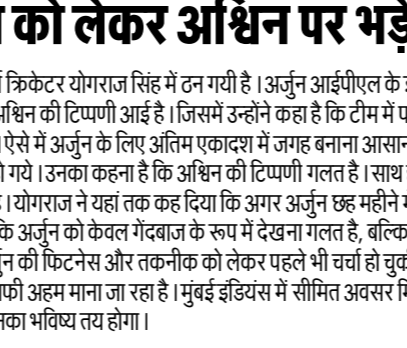 को लेकर अश्विन पर भड़े
क्रिकेटर योगराज सिंह में ठन गयी है । अर्जुन आईपीएल के
अश्विन की टिप्पणी आई है । जिसमें उन्होंने कहा है कि टीम में
ऐसे में अर्जुन के लिए अंतिम एकादश में जगह बनाना आसान
गये । उनका कहना है कि अश्विन की टिप्पणी गलत है । साथ
। योगराज ने यहां तक कह दिया कि अगर अर्जुन छह महीने
कि अर्जुन को केवल गेंदबाज के रूप में देखना गलत है, बल्कि
की फिटनेस और तकनीक को लेकर पहले भी चर्चा हो चुकी
अहम माना जा रहा है । मुंबई इंडियंस में सीमित अवसर
भविष्य तय होगा ।